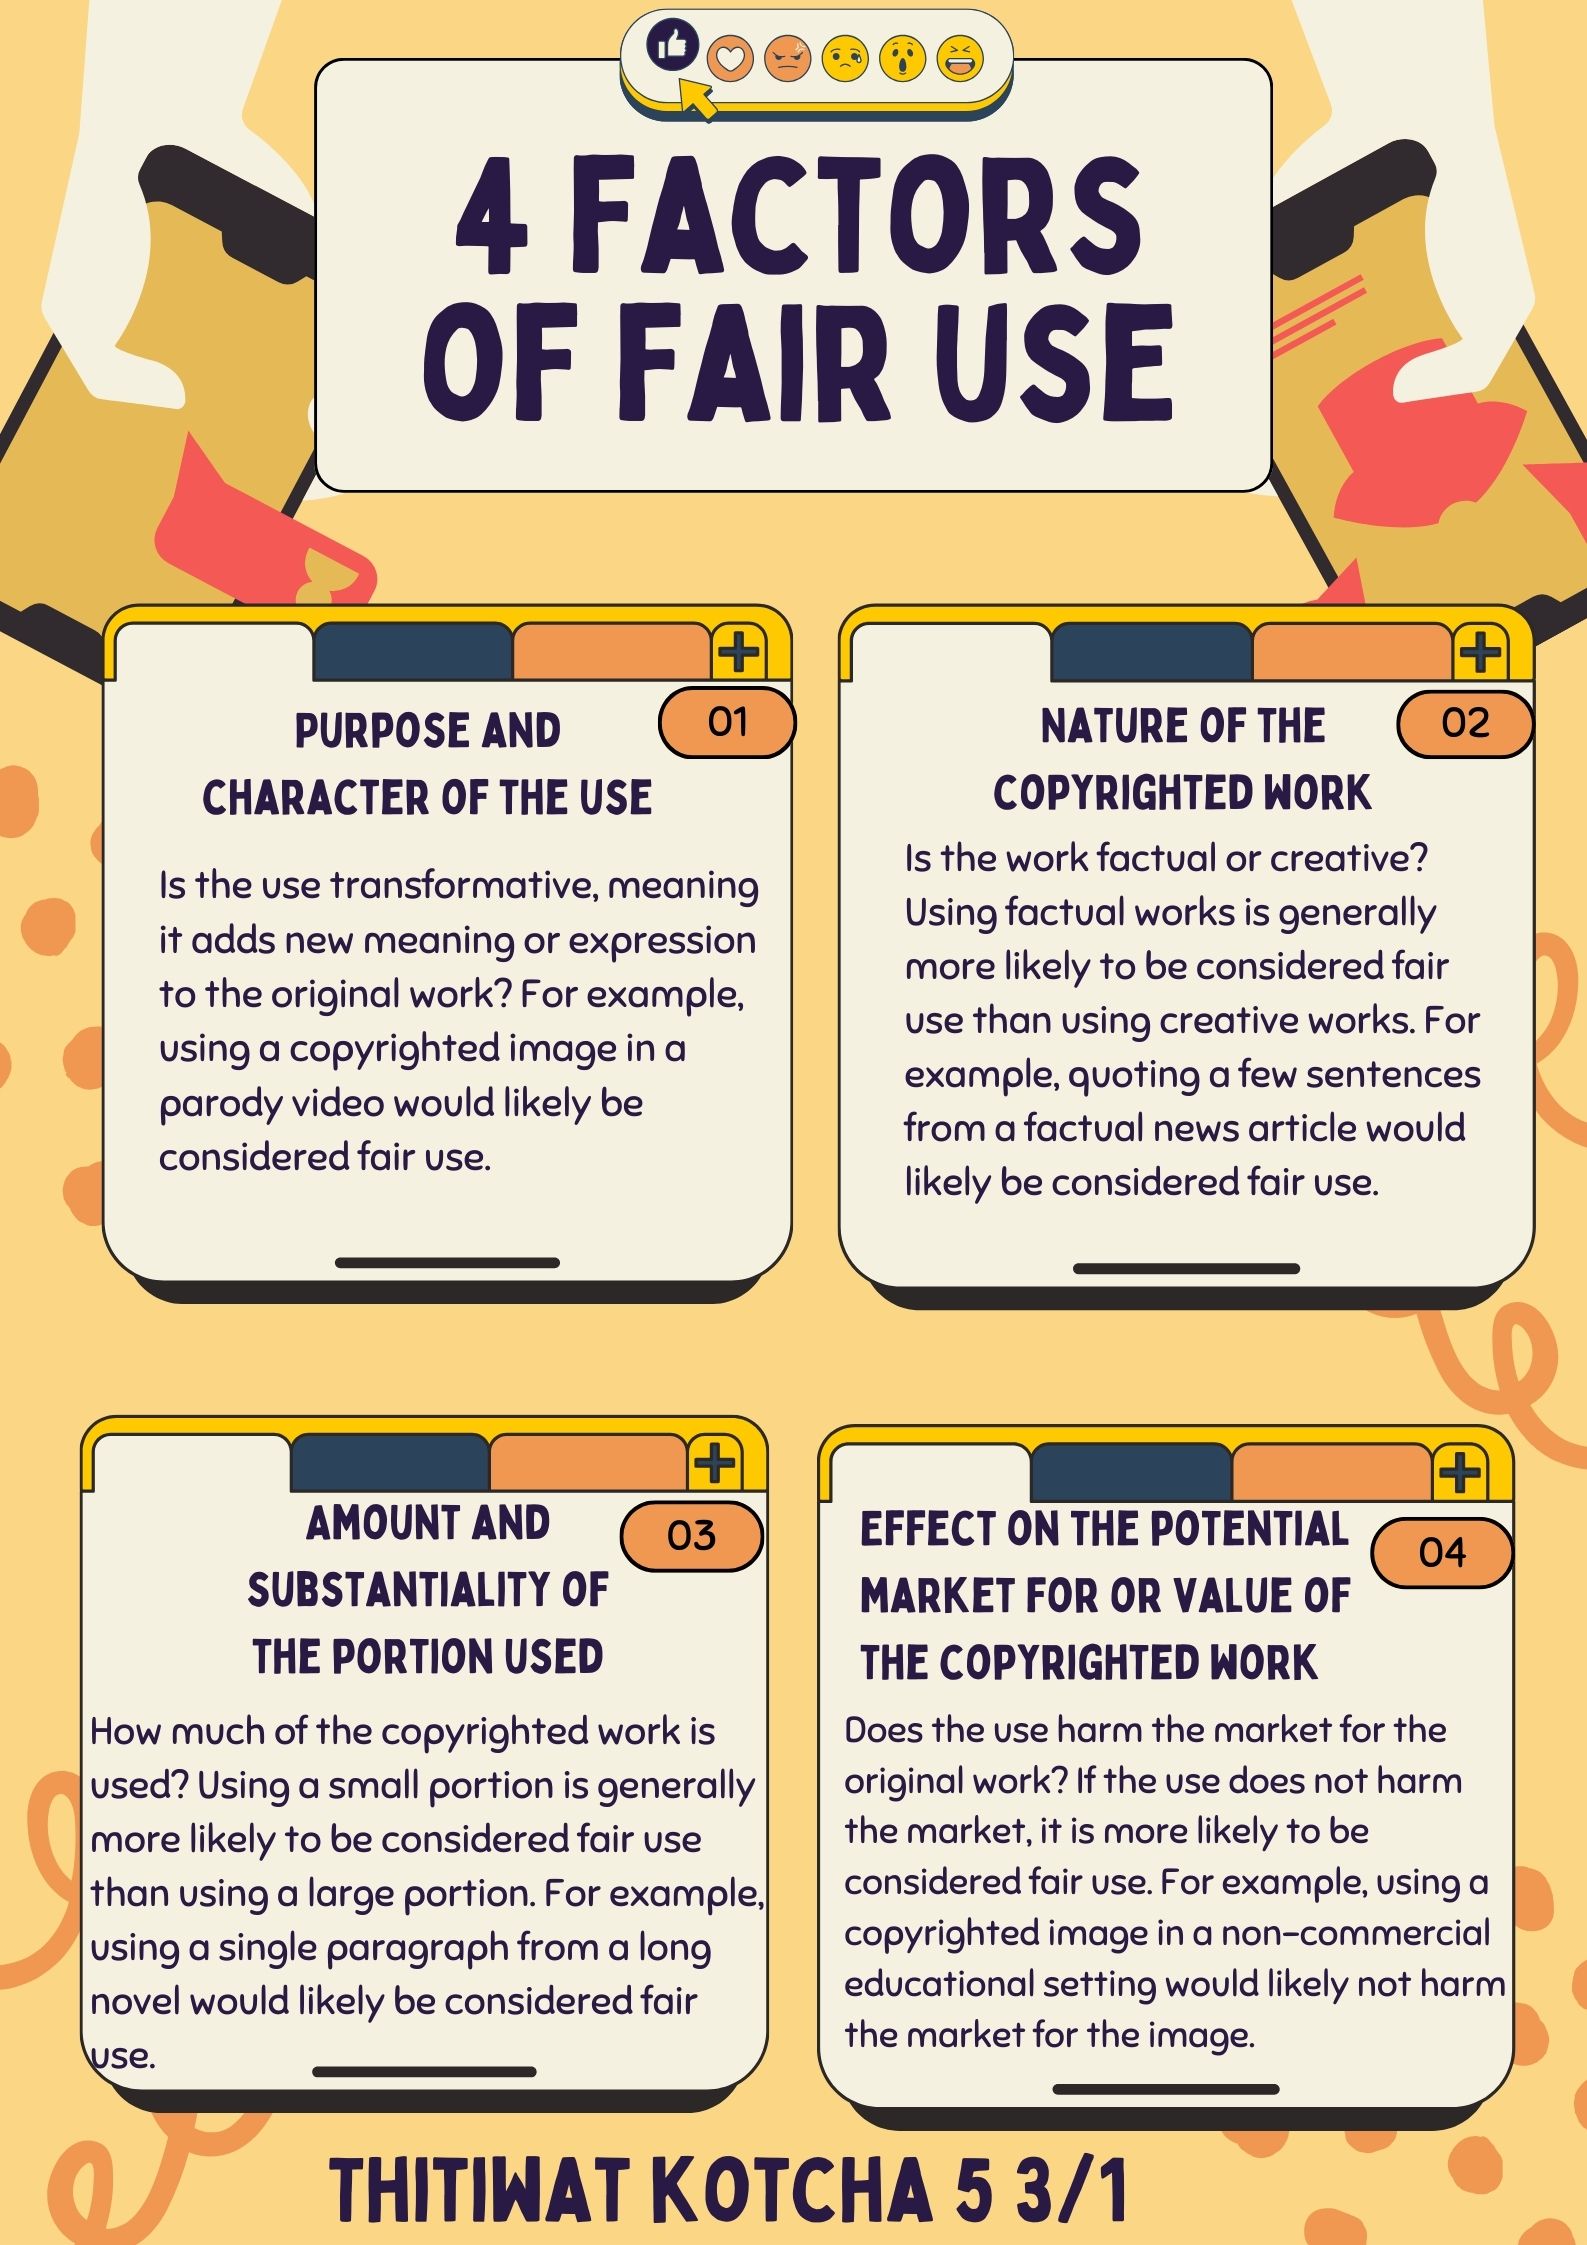 4 FACTORS
OF FAIR USE
01
PURPOSE AND
CHARACTER OF THE USE
Is the use transformative, meaning
it adds new meaning or expression
to the original work? For example,
using a copyrighted image in a
parody video would likely be
considered fair use.
02
NATURE OF THE
COPYRIGHTED WORK
Is the work factual or creative?
Using factual works is generally
more likely to be considered fair
use than using creative works. For
example, quoting a few sentences
from a factual news article would
likely be considered fair use.
03
AMOUNT AND
SUBSTANTIALITY OF
THE PORTION USED
How much of the copyrighted work is
used? Using a small portion is generally
more likely to be considered fair use
than using a large portion. For example,
using a single paragraph from a long
novel would likely be considered fair
use.
04
EFFECT ON THE POTENTIAL
MARKET FOR OR VALUE OF
THE COPYRIGHTED WORK
Does the use harm the market for the
original work? If the use does not harm
the market, it is more likely to be
considered fair use. For example, using a
copyrighted image in a non-commercial
educational setting would likely not harm
the market for the image.
THITIWAT KOTCHA 5 3/1